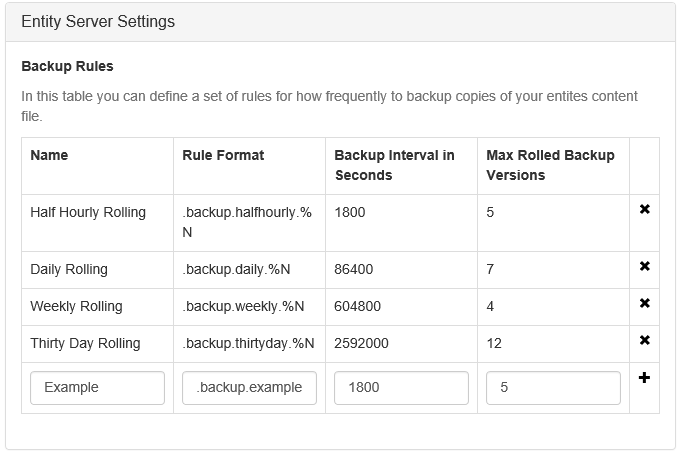 Entity Server Settings
Backup Rules
In this table you can define a set of rules for how frequently to backup copies of your entites content
file.
Name Rule Format Backup Interval in Max Rolled Backup
Seconds Versions
Half Hourly Rolling .backup.halfhourly.% 1800 5
N
Daily Rolling .backup.daily.%N 86400 7
Weekly Rolling .backup.weekly.%N 604800 4
Thirty Day Rolling .backup.thirtyday.%N 2592000 12
Example .backup.example 1800 5